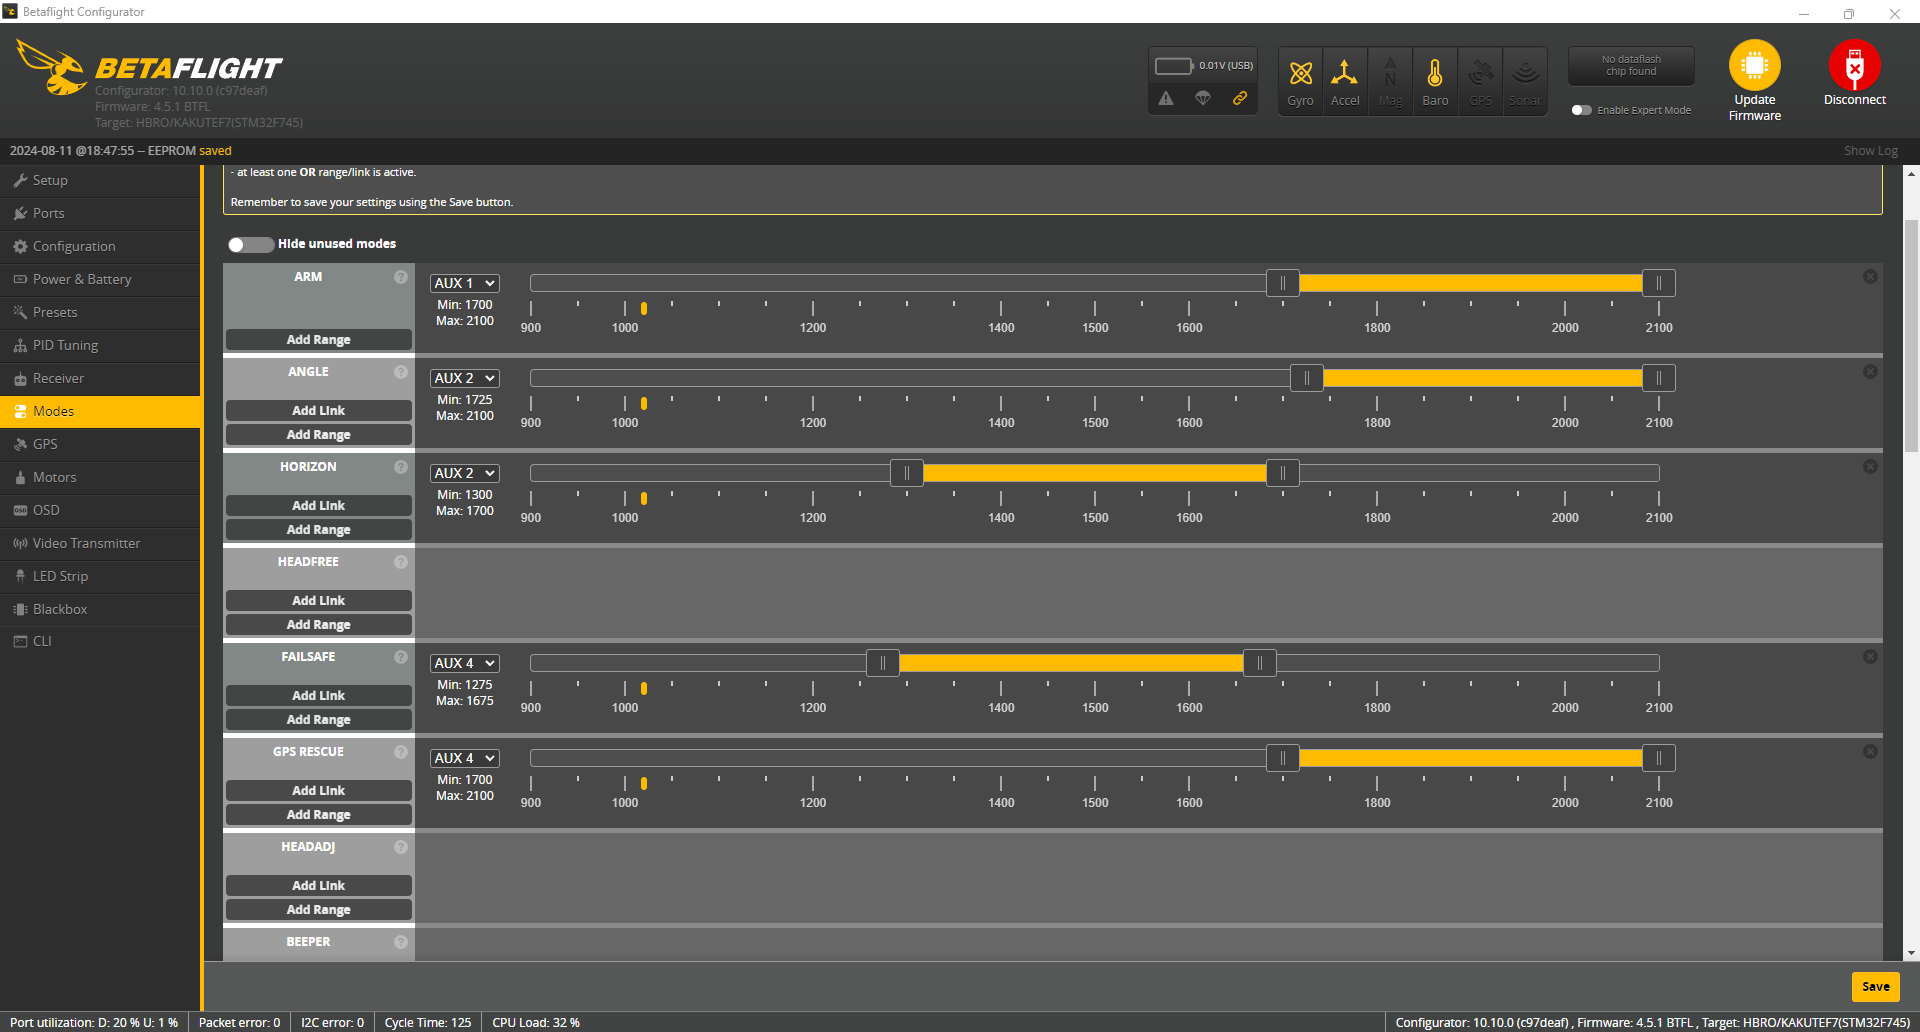 Betaflight Configurator
BETAFLIGHT
Configurator: 10.10.0 (c97deaf)
Firmware: 4.5.1 BTFL
Target: HBRO/KAKUTEF7(STM32F745)
0.01V (USB)
Gyro
Accel
Mag
Baro
GPS
Sonar
No dataflash
chip found
Enable Expert Mode
Update
Firmware
Disconnect
2024-08-11 @18:47:55 -- EEPROM saved
Show Log
Setup
Ports
Configuration
Power & Battery
Presets
PID Tuning
Receiver
Modes
GPS
Motors
OSD
Video Transmitter
LED Strip
Blackbox
CLI
- at least one OR range/link is active.
Remember to save your settings using the Save button.
Hide unused modes
ARM
Add Range
AUX 1
Min: 1700
Max: 2100
900 1000 1200 1400 1500 1600 1800 2000 2100
ANGLE
Add Link
Add Range
AUX 2
Min: 1725
Max: 2100
900 1000 1200 1400 1500 1600 1800 2000 2100
HORIZON
Add Link
Add Range
AUX 2
Min: 1300
Max: 1700
900 1000 1200 1400 1500 1600 1800 2000 2100
HEADFREE
Add Link
Add Range
FAILSAFE
Add Link
Add Range
AUX 4
Min: 1275
Max: 1675
900 1000 1200 1400 1500 1600 1800 2000 2100
GPS RESCUE
Add Link
Add Range
AUX 4
Min: 1700
Max: 2100
900 1000 1200 1400 1500 1600 1800 2000 2100
HEADADJ
Add Link
Add Range
BEEPER
Save
Port utilization: D: 20 % U: 1 %
Packet error: 0
I2C error: 0
Cycle Time: 125
CPU Load: 32 %
Configurator: 10.10.0 (c97deaf) , Firmware: 4.5.1 BTFL , Target: HBRO/KAKUTEF7(STM32F745)